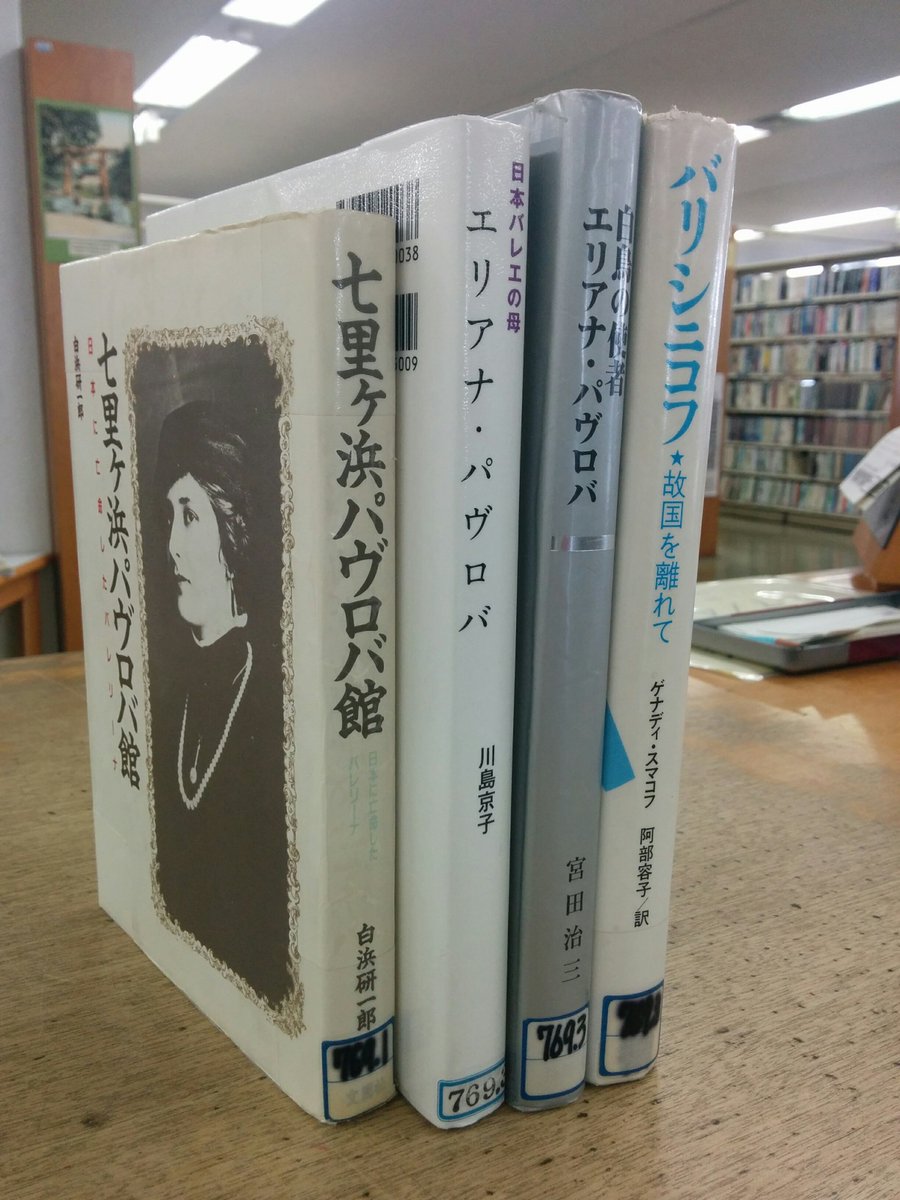 七里ヶ浜パヴロバ館
日本に亡命したバレリーナ
白浜研一郎
七里ヶ浜パヴロバ館
日本に亡命した
バレリーナ
白浜研一郎
769.1
0038
6009
日本バレエの母
エリアナ・パヴロバ
川島京子
769.3
白鳥の使者
エリアナ・パヴロバ
宮田治三
769.3
バリシニコフ★故国を離れて
ゲナディ・スマコフ
阿部容子/訳